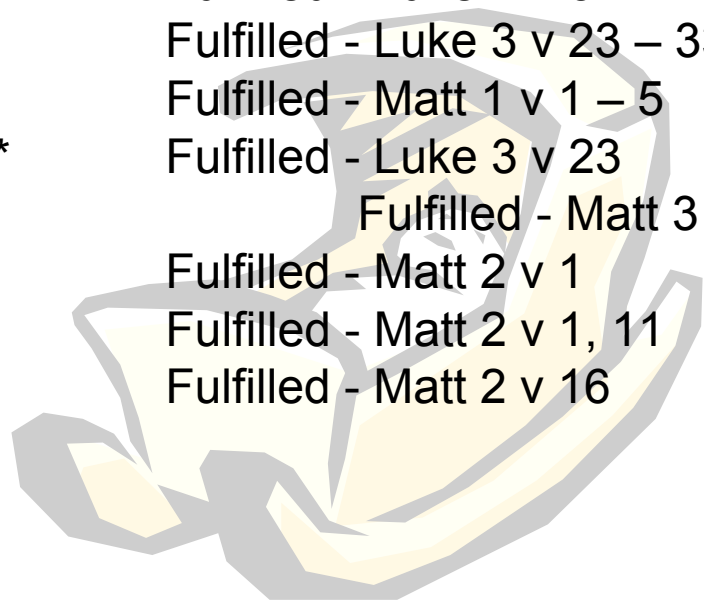 Fulfilled - Luke 3 v 23 – 33
Fulfilled - Matt 1 v 1 – 5
* Fulfilled - Luke 3 v 23
Fulfilled - Matt 3
Fulfilled - Matt 2 v 1
Fulfilled - Matt 2 v 1, 11
Fulfilled - Matt 2 v 16